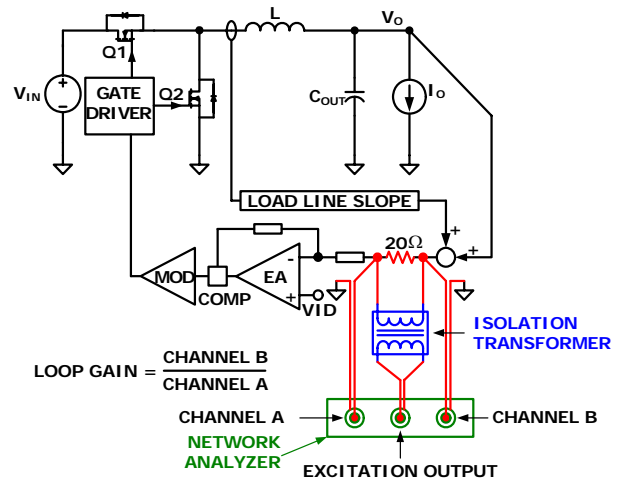 L
VO
Q1
VIN
+
−
GATE
DRIVER
Q2
COUT
IO
LOAD LINE SLOPE
+
+
20Ω
MOD
COMP
EA
-
+
VID
ISOLATION
TRANSFORMER
LOOP GAIN = CHANNEL B
CHANNEL A
CHANNEL A
CHANNEL B
NETWORK
ANALYZER
EXCITATION OUTPUT